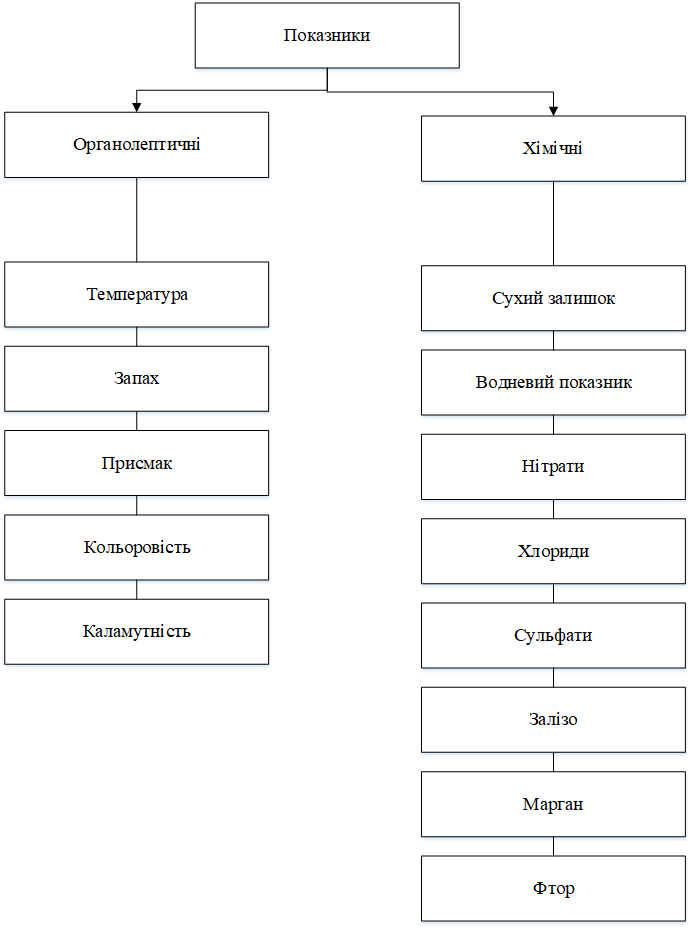 Показники
Органолептичні
Хімічні
Температура
Запах
Присмак
Кольоровість
Каламутність
Сухий залишок
Водневий показник
Нітрати
Хлориди
Сульфати
Залізо
Марган
Фтор